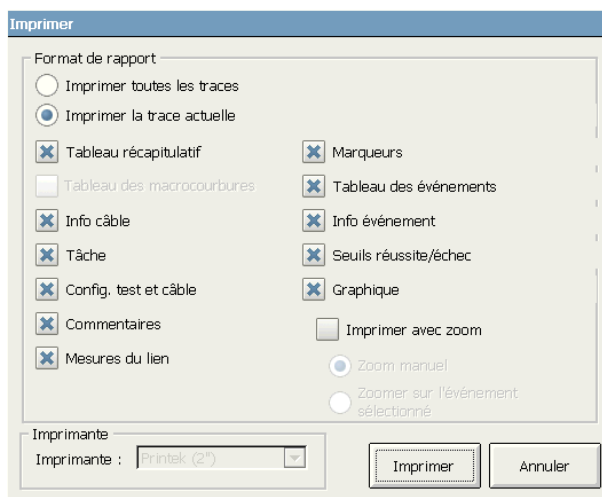 Imprimer
Format de rapport
Imprimer toutes les traces
Imprimer la trace actuelle
Tableau récapitulatif
Tableau des macrocourbures
Info câble
Tâche
Config. test et câble
Commentaires
Mesures du lien
Marqueurs
Tableau des événements
Info événement
Seuils réussite/échec
Graphique
Imprimer avec zoom
Zoom manuel
Zoomer sur l'événement
sélectionné
Imprimante
Imprimante : Printek (2")
Imprimer
Annuler